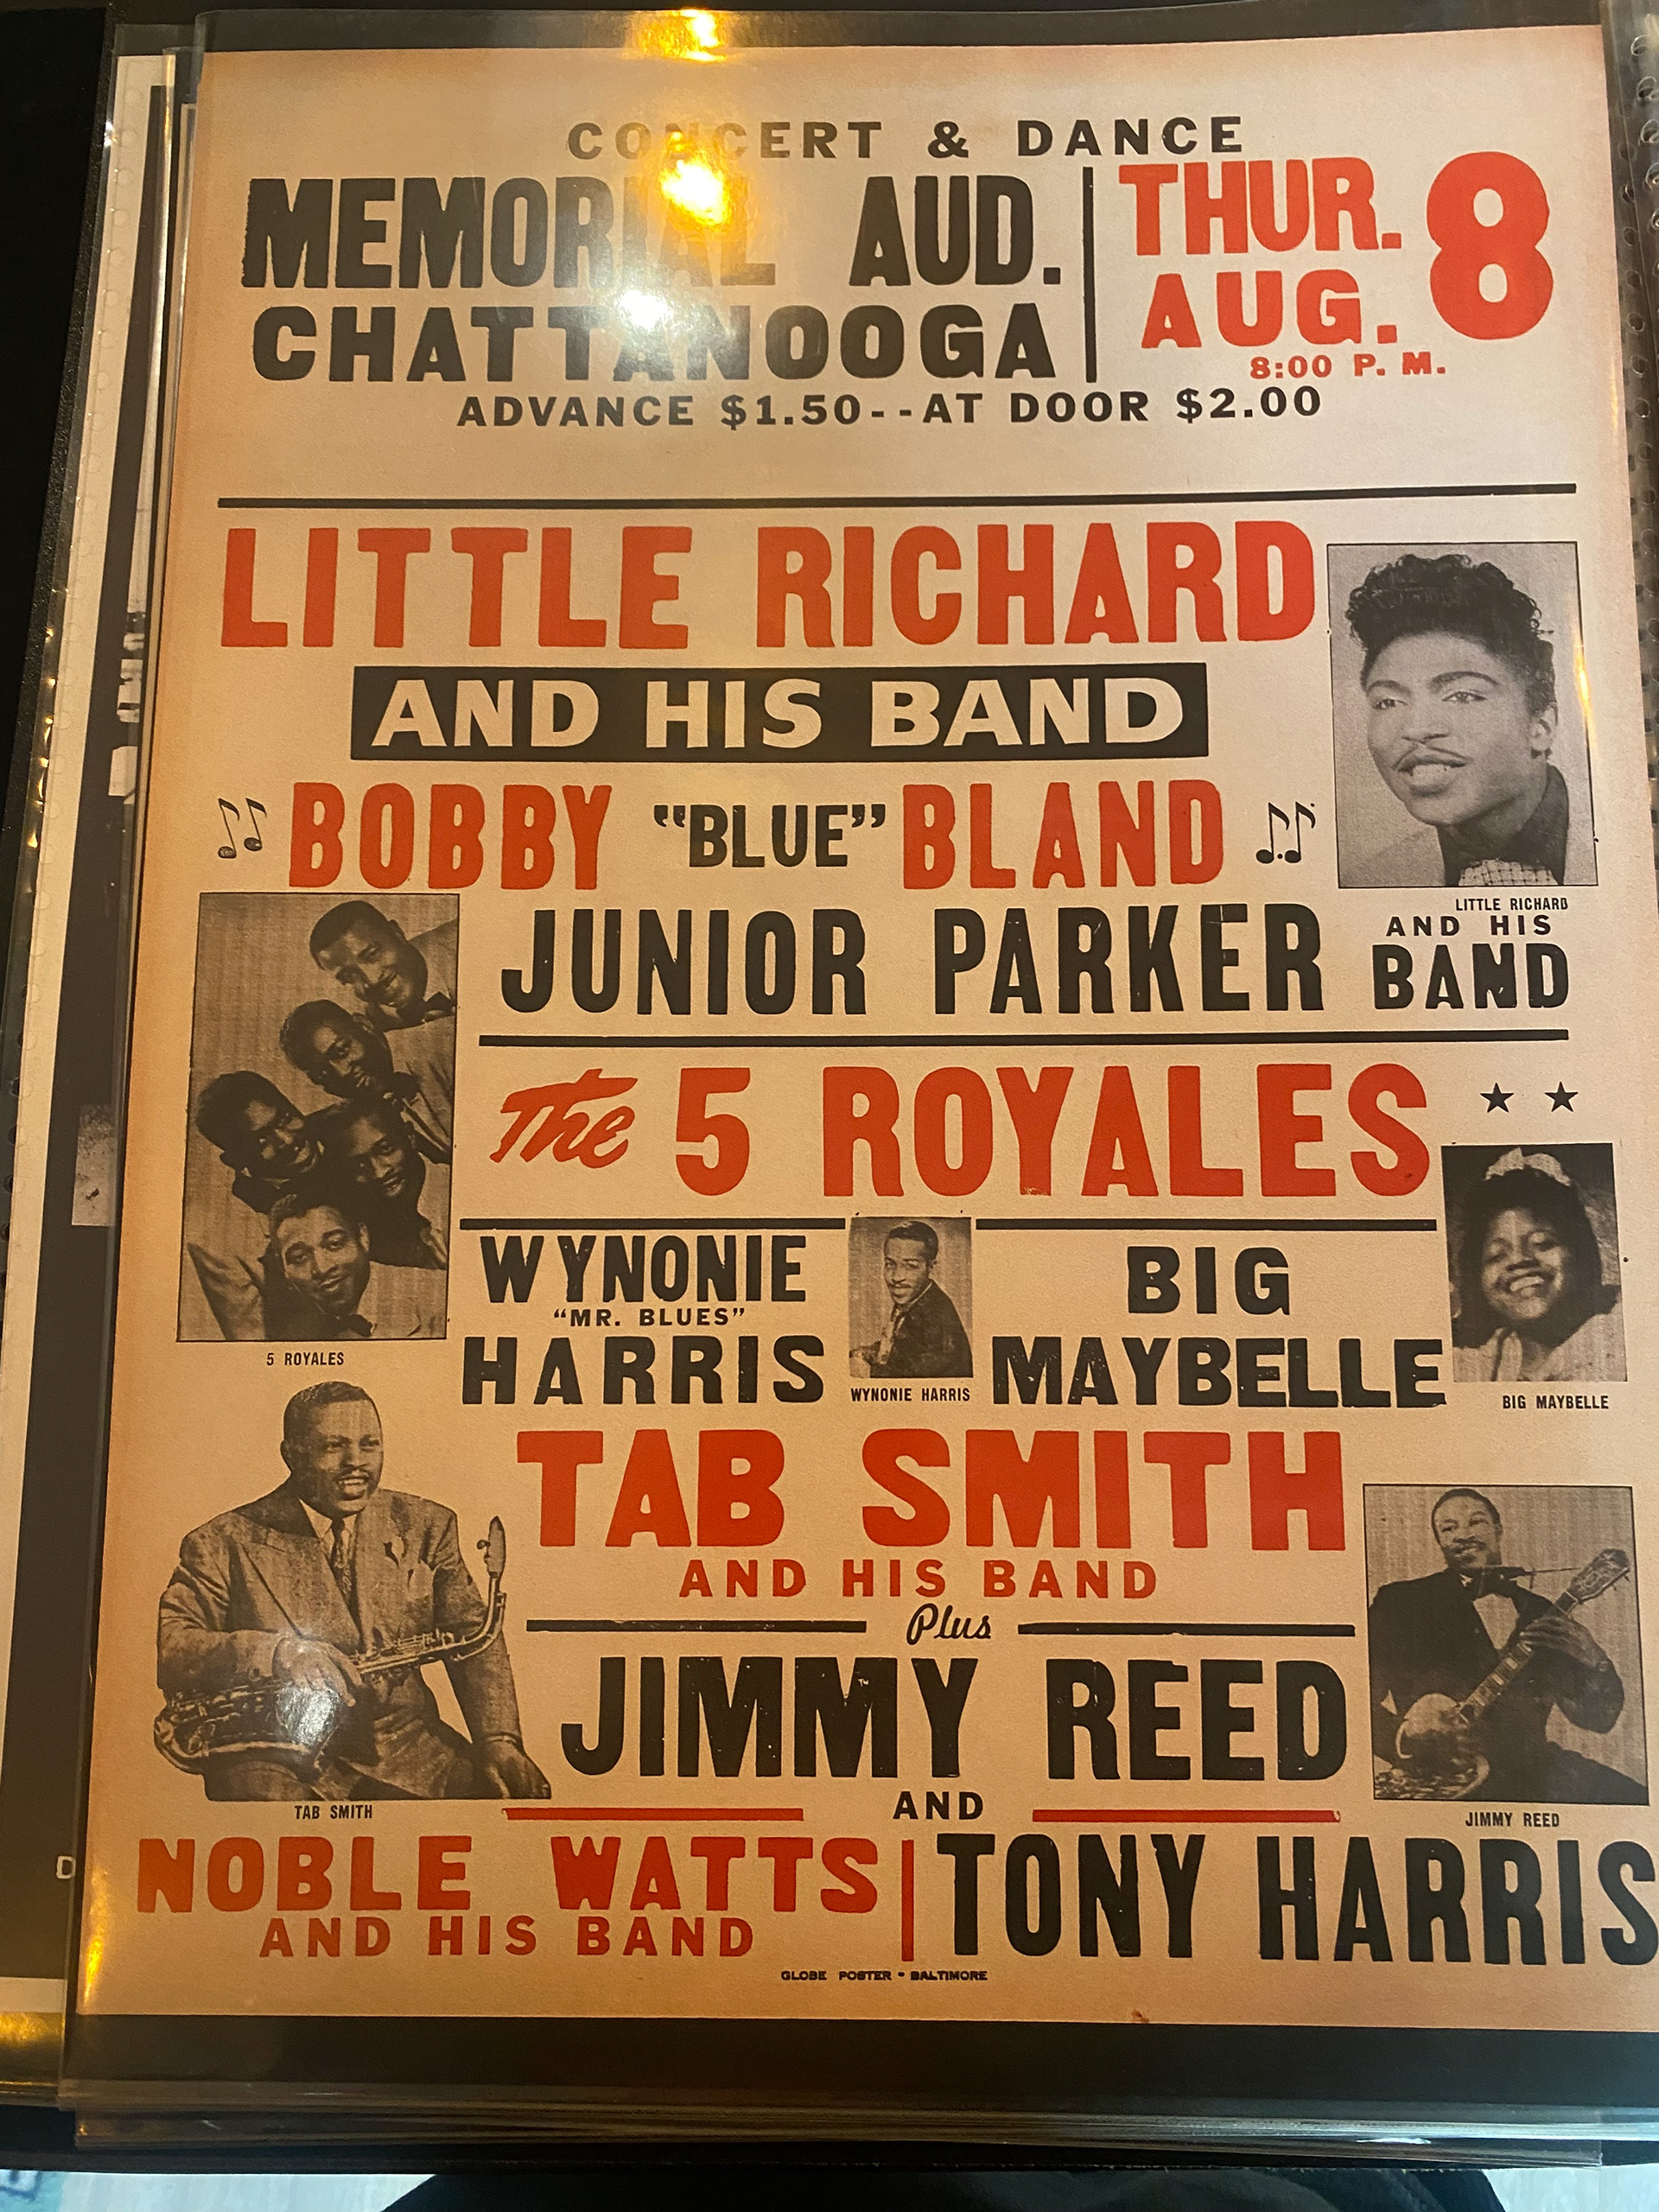 CONCERT & DANCE
MEMORIAL AUD.
CHATTANOOGA
THUR.
AUG. 8
8:00 P. M.
ADVANCE $1.50--AT DOOR $2.00
LITTLE RICHARD
AND HIS BAND
BOBBY "BLUE" BLAND
LITTLE RICHARD
AND HIS
BAND
JUNIOR PARKER
The 5 ROYALES
5 ROYALES
WYNONIE
"MR. BLUES"
HARRIS
WYNONIE HARRIS
BIG
MAYBELLE
BIG MAYBELLE
TAB SMITH
AND HIS BAND
TAB SMITH
Plus
JIMMY REED
JIMMY REED
AND
NOBLE WATTS
AND HIS BAND
TONY HARRIS
GLOBE POSTER - BALTIMORE
D